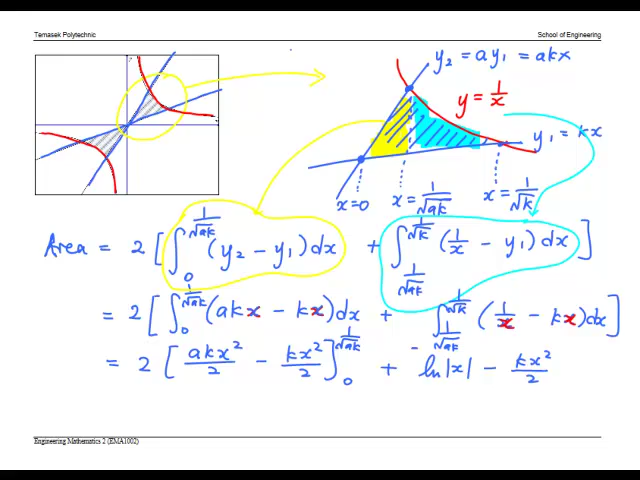 Temasek Polytechnic School of Engineering
y₂ = ay₁ = akx
y = 1/x
y₁ = kx
x=0 x = 1/√ak x = 1/√k
Area = 2 [ ∫₀^(1/√ak) (y₂ − y₁) dx + ∫_(1/√ak)^(1/√k) (1/x − y₁) dx ]
= 2 [ ∫₀^(1/√ak) (akx − kx) dx + ∫_(1/√ak)^(1/√k) (1/x − kx) dx ]
= 2 [ akx²/2 − kx²/2 ]₀^(1/√ak) + ln|x| − kx²/2
Engineering Mathematics 2 (EMA1002)